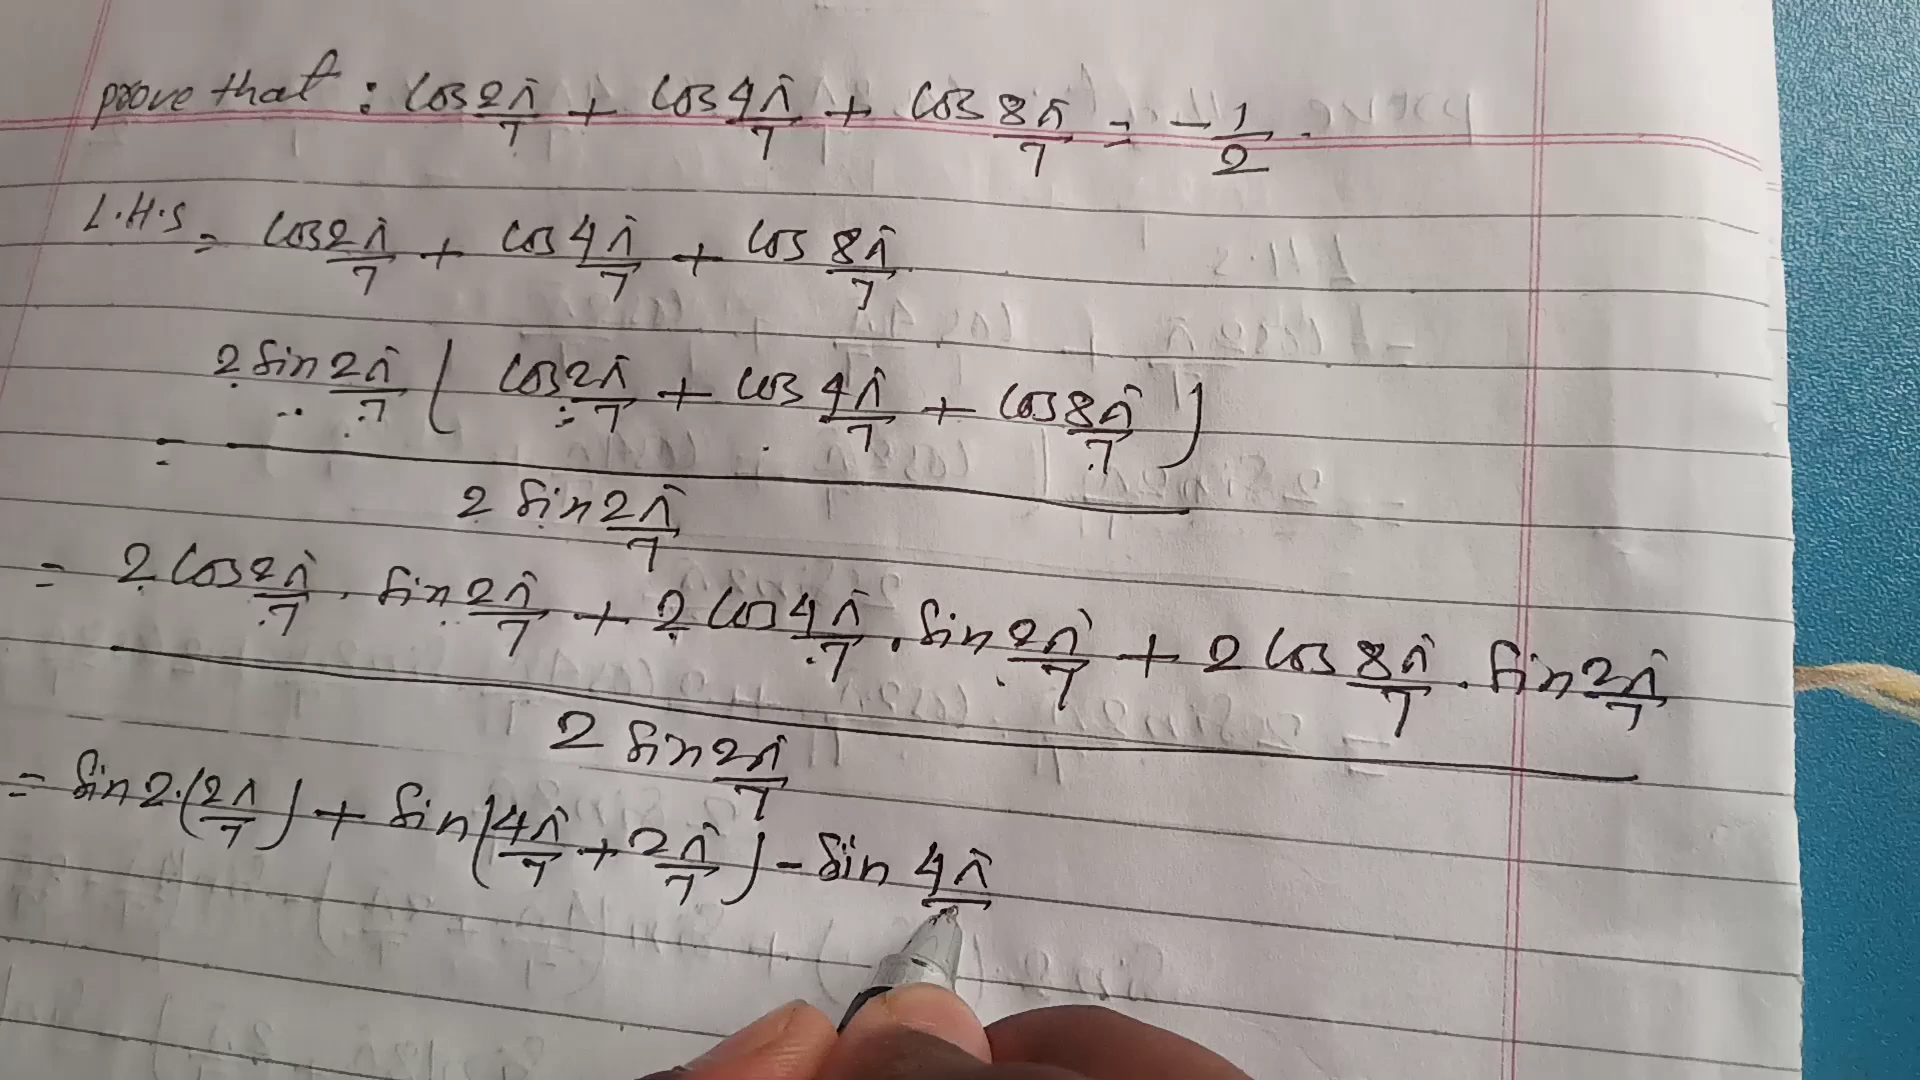 prove that : cos 2π/7 + cos 4π/7 + cos 8π/7 = -1/2.
L.H.S = cos 2π/7 + cos 4π/7 + cos 8π/7
= 2 sin 2π/7 ( cos 2π/7 + cos 4π/7 + cos 8π/7 )
2 sin 2π/7
= 2 cos 2π/7 . sin 2π/7 + 2 cos 4π/7 . sin 2π/7 + 2 cos 8π/7 . sin 2π/7
2 sin 2π/7
= sin 2.(2π/7) + sin (4π/7 + 2π/7) - sin 4π